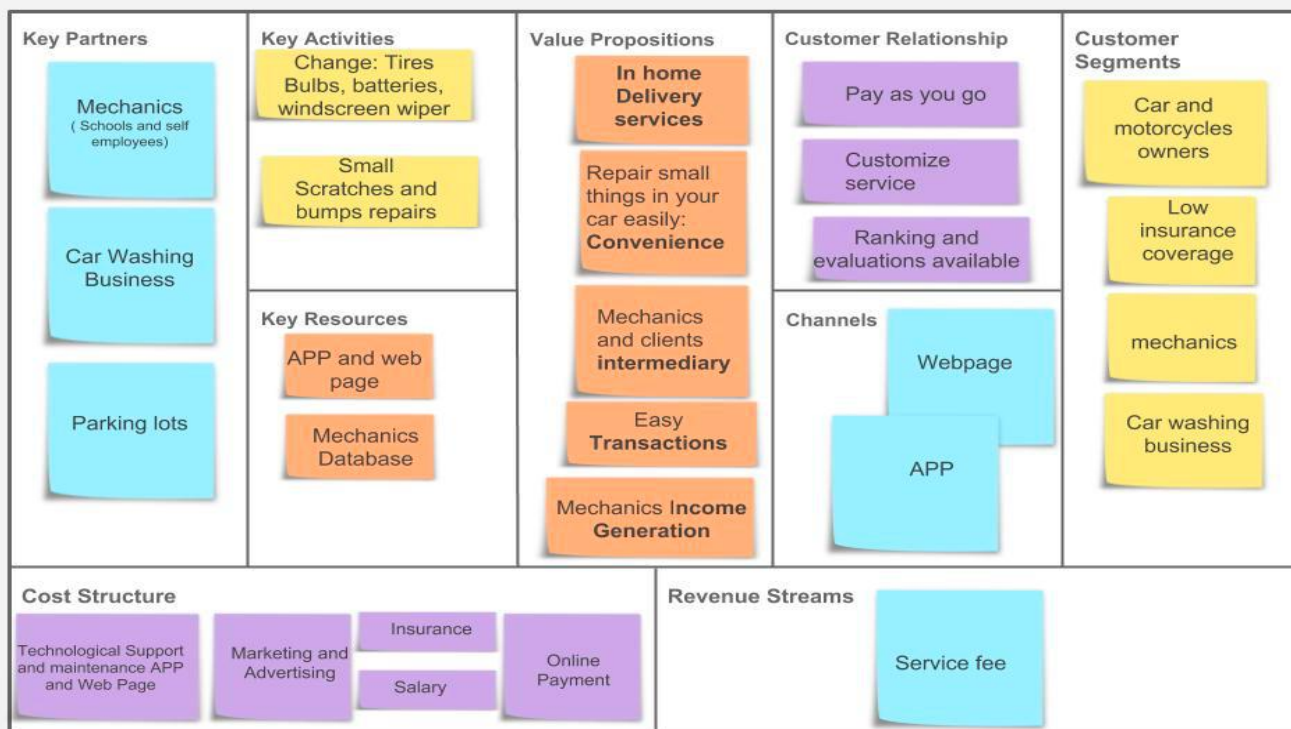 Key Partners
Mechanics
( Schools and self
employees)
Car Washing
Business
Parking lots
Key Activities
Change: Tires
Bulbs, batteries,
windscreen wiper
Small
Scratches and
bumps repairs
Key Resources
APP and web
page
Mechanics
Database
Value Propositions
In home
Delivery
services
Repair small
things in your
car easily:
Convenience
Mechanics
and clients
intermediary
Easy
Transactions
Mechanics Income
Generation
Customer Relationship
Pay as you go
Customize
service
Ranking and
evaluations available
Channels
Webpage
APP
Customer
Segments
Car and
motorcycles
owners
Low
insurance
coverage
mechanics
Car washing
business
Cost Structure
Technological Support
and maintenance APP
and Web Page
Marketing and
Advertising
Insurance
Salary
Online
Payment
Revenue Streams
Service fee